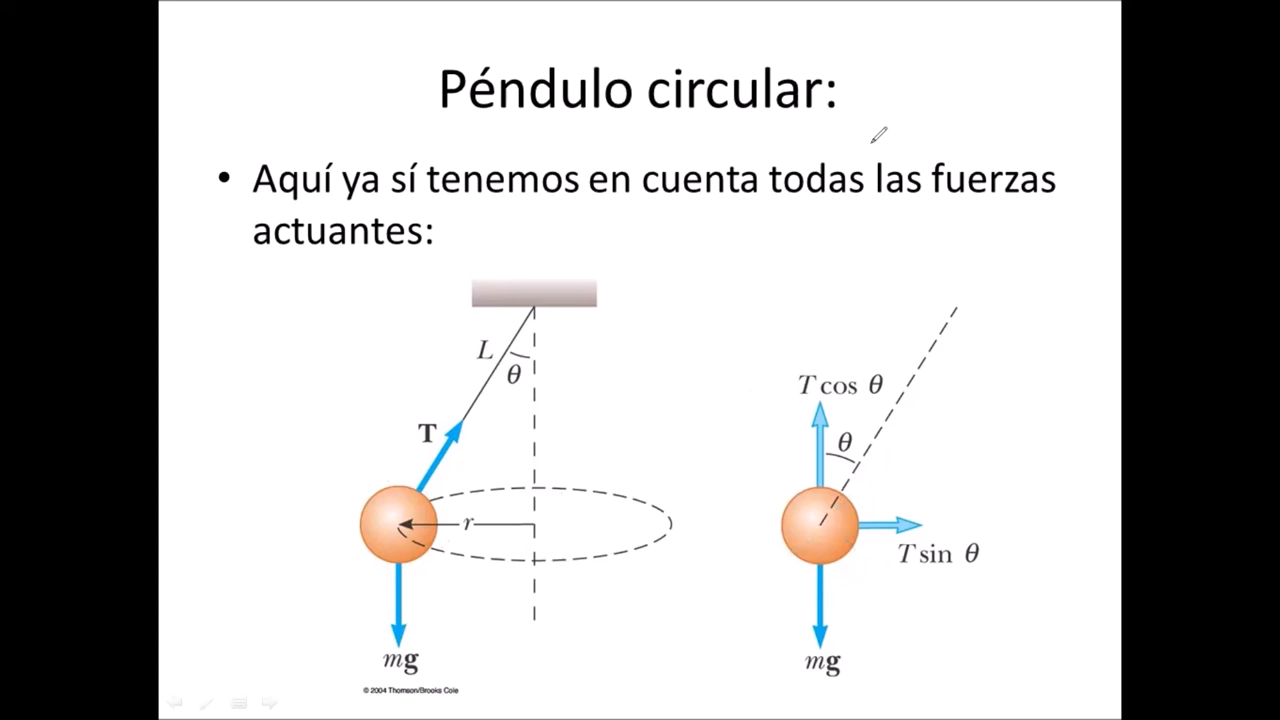 Péndulo circular:
• Aquí ya sí tenemos en cuenta todas las fuerzas
actuantes:
L
θ
T
r
mg
T cos θ
θ
T sin θ
mg
© 2004 Thomson/Brooks Cole